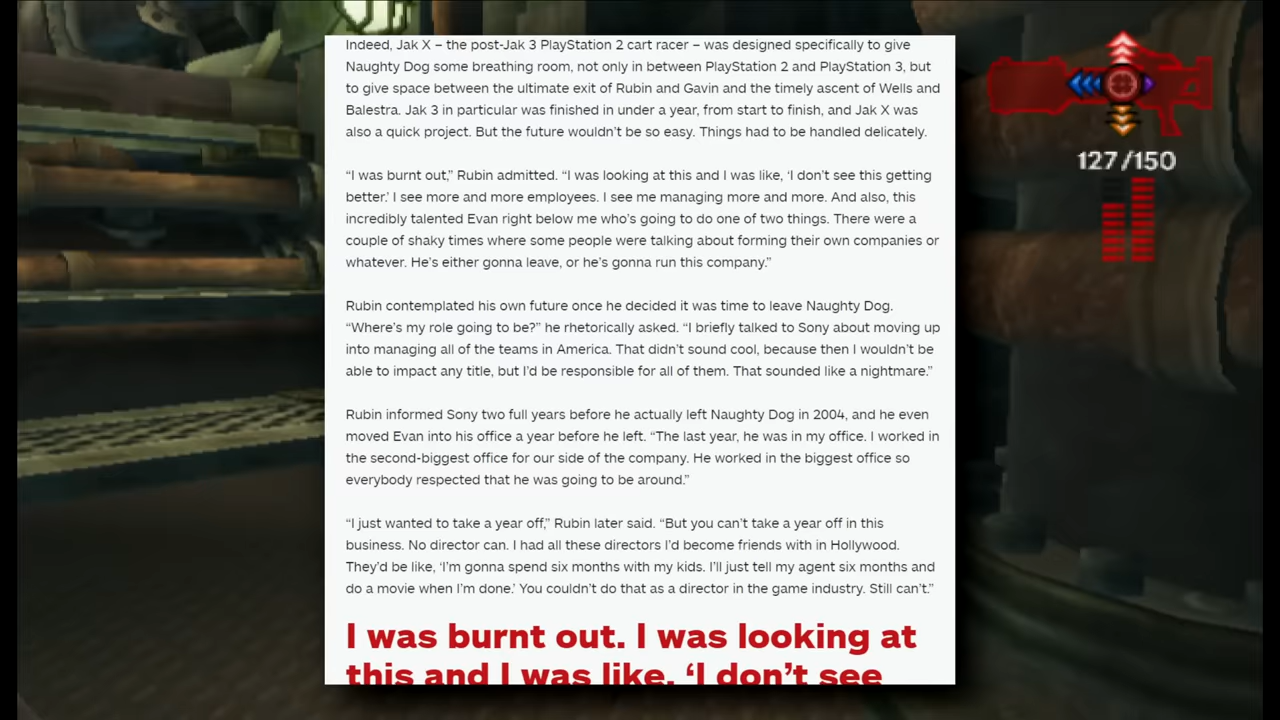 Indeed, Jak X – the post-Jak 3 PlayStation 2 cart racer – was designed specifically to give
Naughty Dog some breathing room, not only in between PlayStation 2 and PlayStation 3, but
to give space between the ultimate exit of Rubin and Gavin and the timely ascent of Wells and
Balestra. Jak 3 in particular was finished in under a year, from start to finish, and Jak X was
also a quick project. But the future wouldn’t be so easy. Things had to be handled delicately.
“I was burnt out,” Rubin admitted. “I was looking at this and I was like, ‘I don’t see this getting
better.’ I see more and more employees. I see me managing more and more. And also, this
incredibly talented Evan right below me who’s going to do one of two things. There were a
couple of shaky times where some people were talking about forming their own companies or
whatever. He’s either gonna leave, or he’s gonna run this company.”
Rubin contemplated his own future once he decided it was time to leave Naughty Dog.
“Where’s my role going to be?” he rhetorically asked. “I briefly talked to Sony about moving up
into managing all of the teams in America. That didn’t sound cool, because then I wouldn’t be
able to impact any title, but I’d be responsible for all of them. That sounded like a nightmare.”
Rubin informed Sony two full years before he actually left Naughty Dog in 2004, and he even
moved Evan into his office a year before he left. “The last year, he was in my office. I worked in
the second-biggest office for our side of the company. He worked in the biggest office so
everybody respected that he was going to be around.”
“I just wanted to take a year off,” Rubin later said. “But you can’t take a year off in this
business. No director can. I had all these directors I’d become friends with in Hollywood.
They’d be like, ‘I’m gonna spend six months with my kids. I’ll just tell my agent six months and
do a movie when I’m done.’ You couldn’t do that as a director in the game industry. Still can’t.”
I was burnt out. I was looking at
this and I was like, ‘I don’t see
127/150